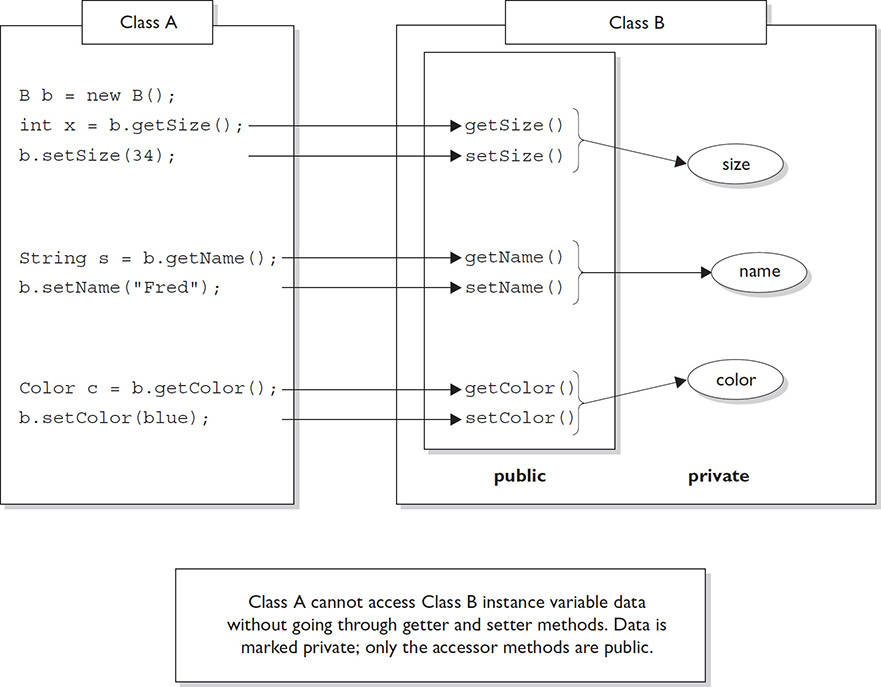 Class A
B b = new B();
int x = b.getSize();
b.setSize(34);
String s = b.getName();
b.setName("Fred");
Color c = b.getColor();
b.setColor(blue);
Class B
getSize()
setSize()
size
getName()
setName()
name
getColor()
setColor()
color
public
private
Class A cannot access Class B instance variable data
without going through getter and setter methods. Data is
marked private; only the accessor methods are public.